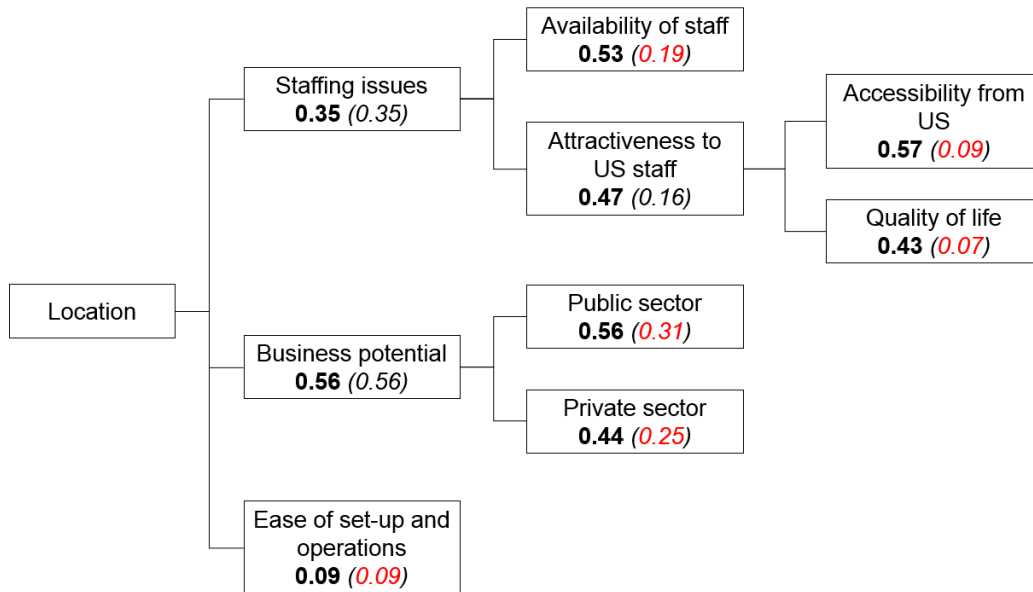 Location
Staffing issues
0.35 (0.35)
Availability of staff
0.53 (0.19)
Attractiveness to
US staff
0.47 (0.16)
Accessibility from
US
0.57 (0.09)
Quality of life
0.43 (0.07)
Business potential
0.56 (0.56)
Public sector
0.56 (0.31)
Private sector
0.44 (0.25)
Ease of set-up and
operations
0.09 (0.09)